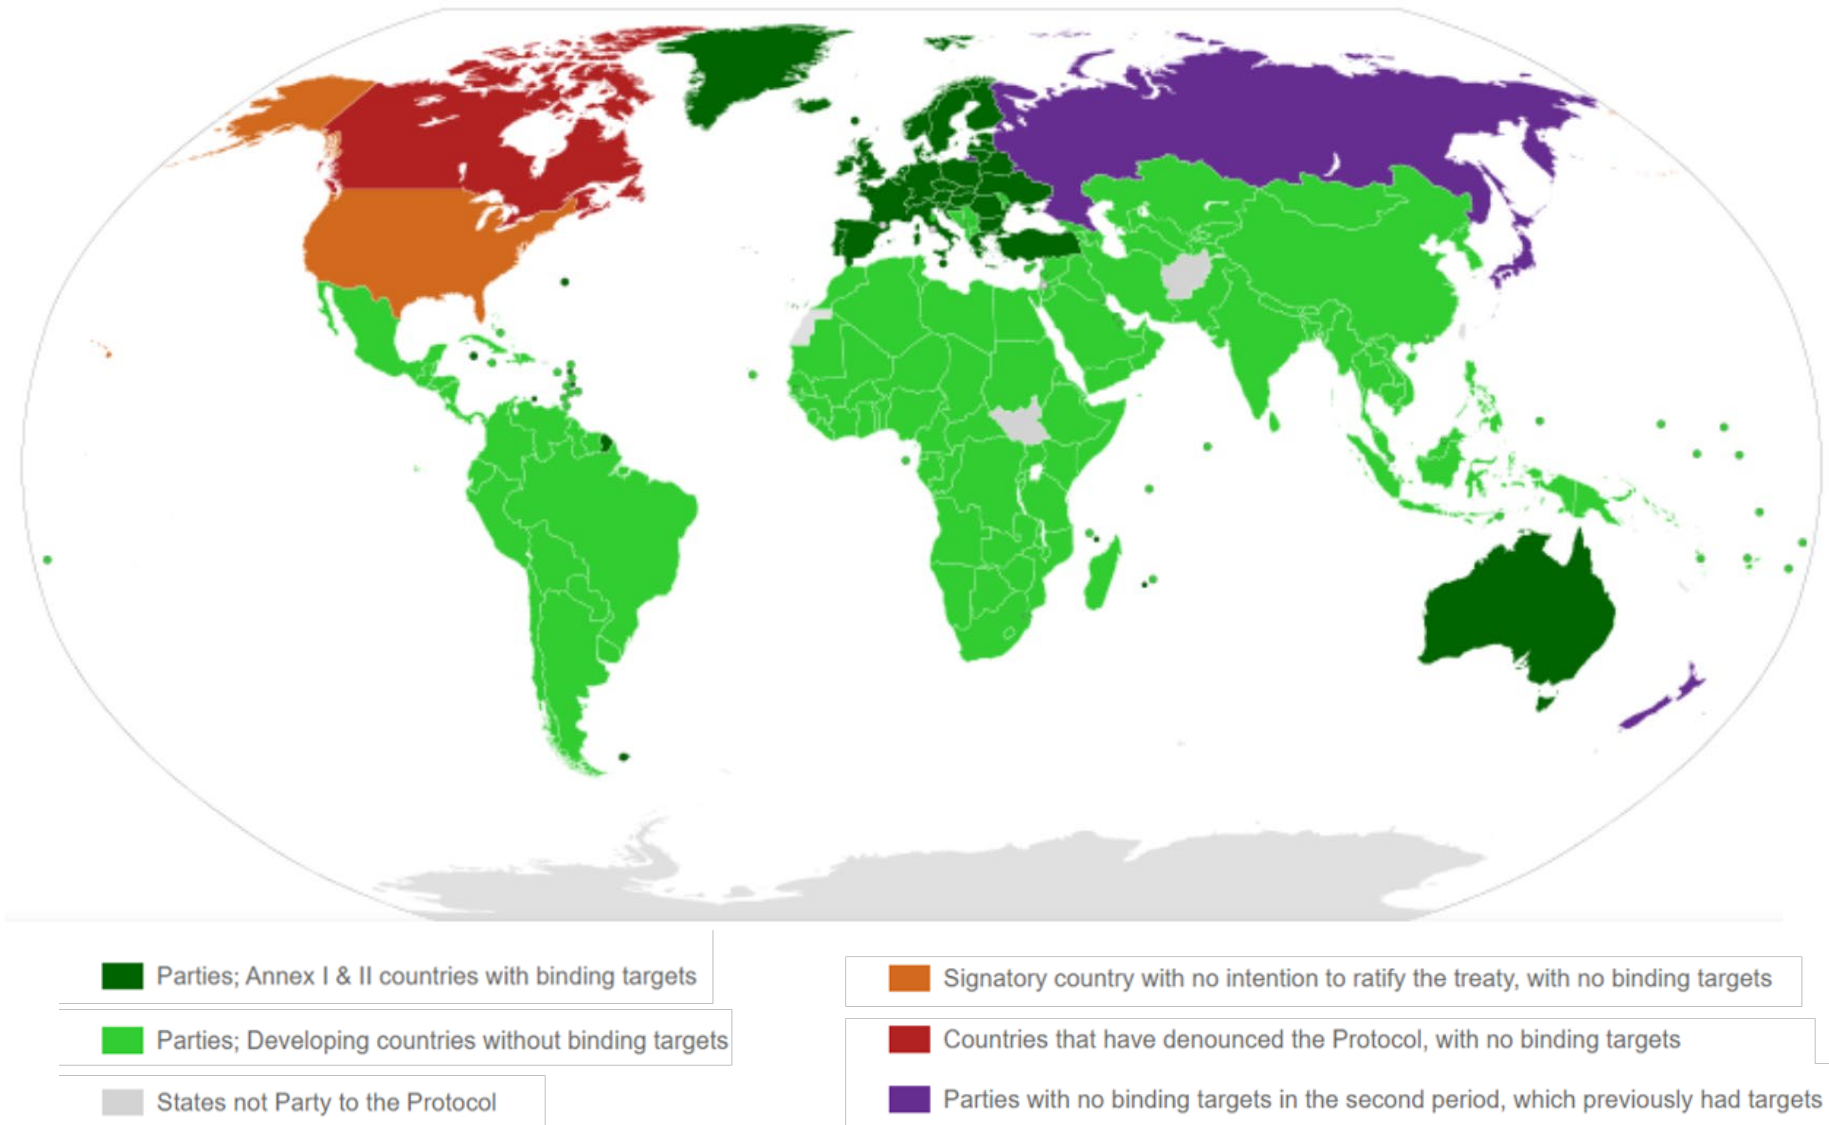 Parties; Annex I & II countries with binding targets
Parties; Developing countries without binding targets
States not Party to the Protocol
Signatory country with no intention to ratify the treaty, with no binding targets
Countries that have denounced the Protocol, with no binding targets
Parties with no binding targets in the second period, which previously had targets